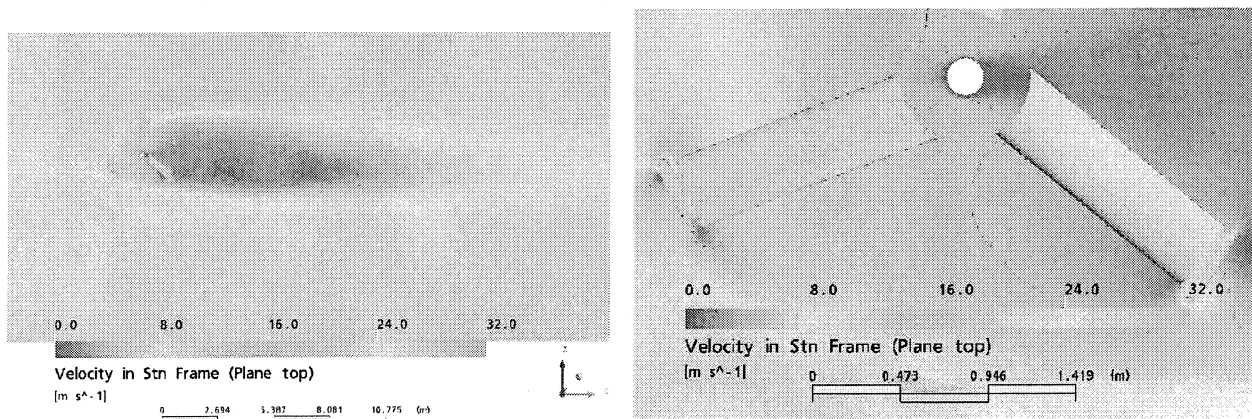 0.0 8.0 16.0 24.0 32.0
Velocity in Stn Frame (Plane top)
[m s^-1]
0 2.694 5.387 8.081 10.775 (m)
z
x
0.0 8.0 16.0 24.0 32.0
Velocity in Stn Frame (Plane top)
[m s^-1]
0 0.473 0.946 1.419 (m)